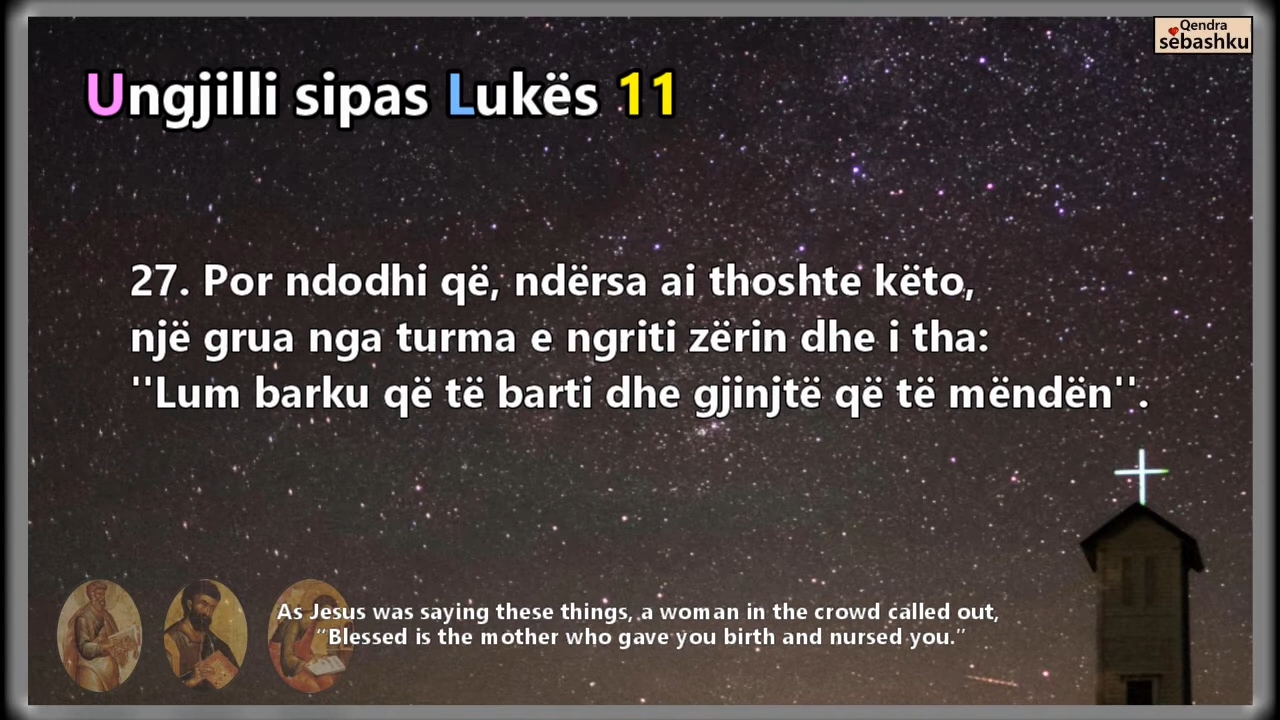 Qendra
sëbashku
Ungjilli sipas Lukës 11
27. Por ndodhi që, ndërsa ai thoshte këto,
një grua nga turma e ngriti zërin dhe i tha:
''Lum barku që të barti dhe gjinjtë që të mëndën''.
As Jesus was saying these things, a woman in the crowd called out,
“Blessed is the mother who gave you birth and nursed you.”